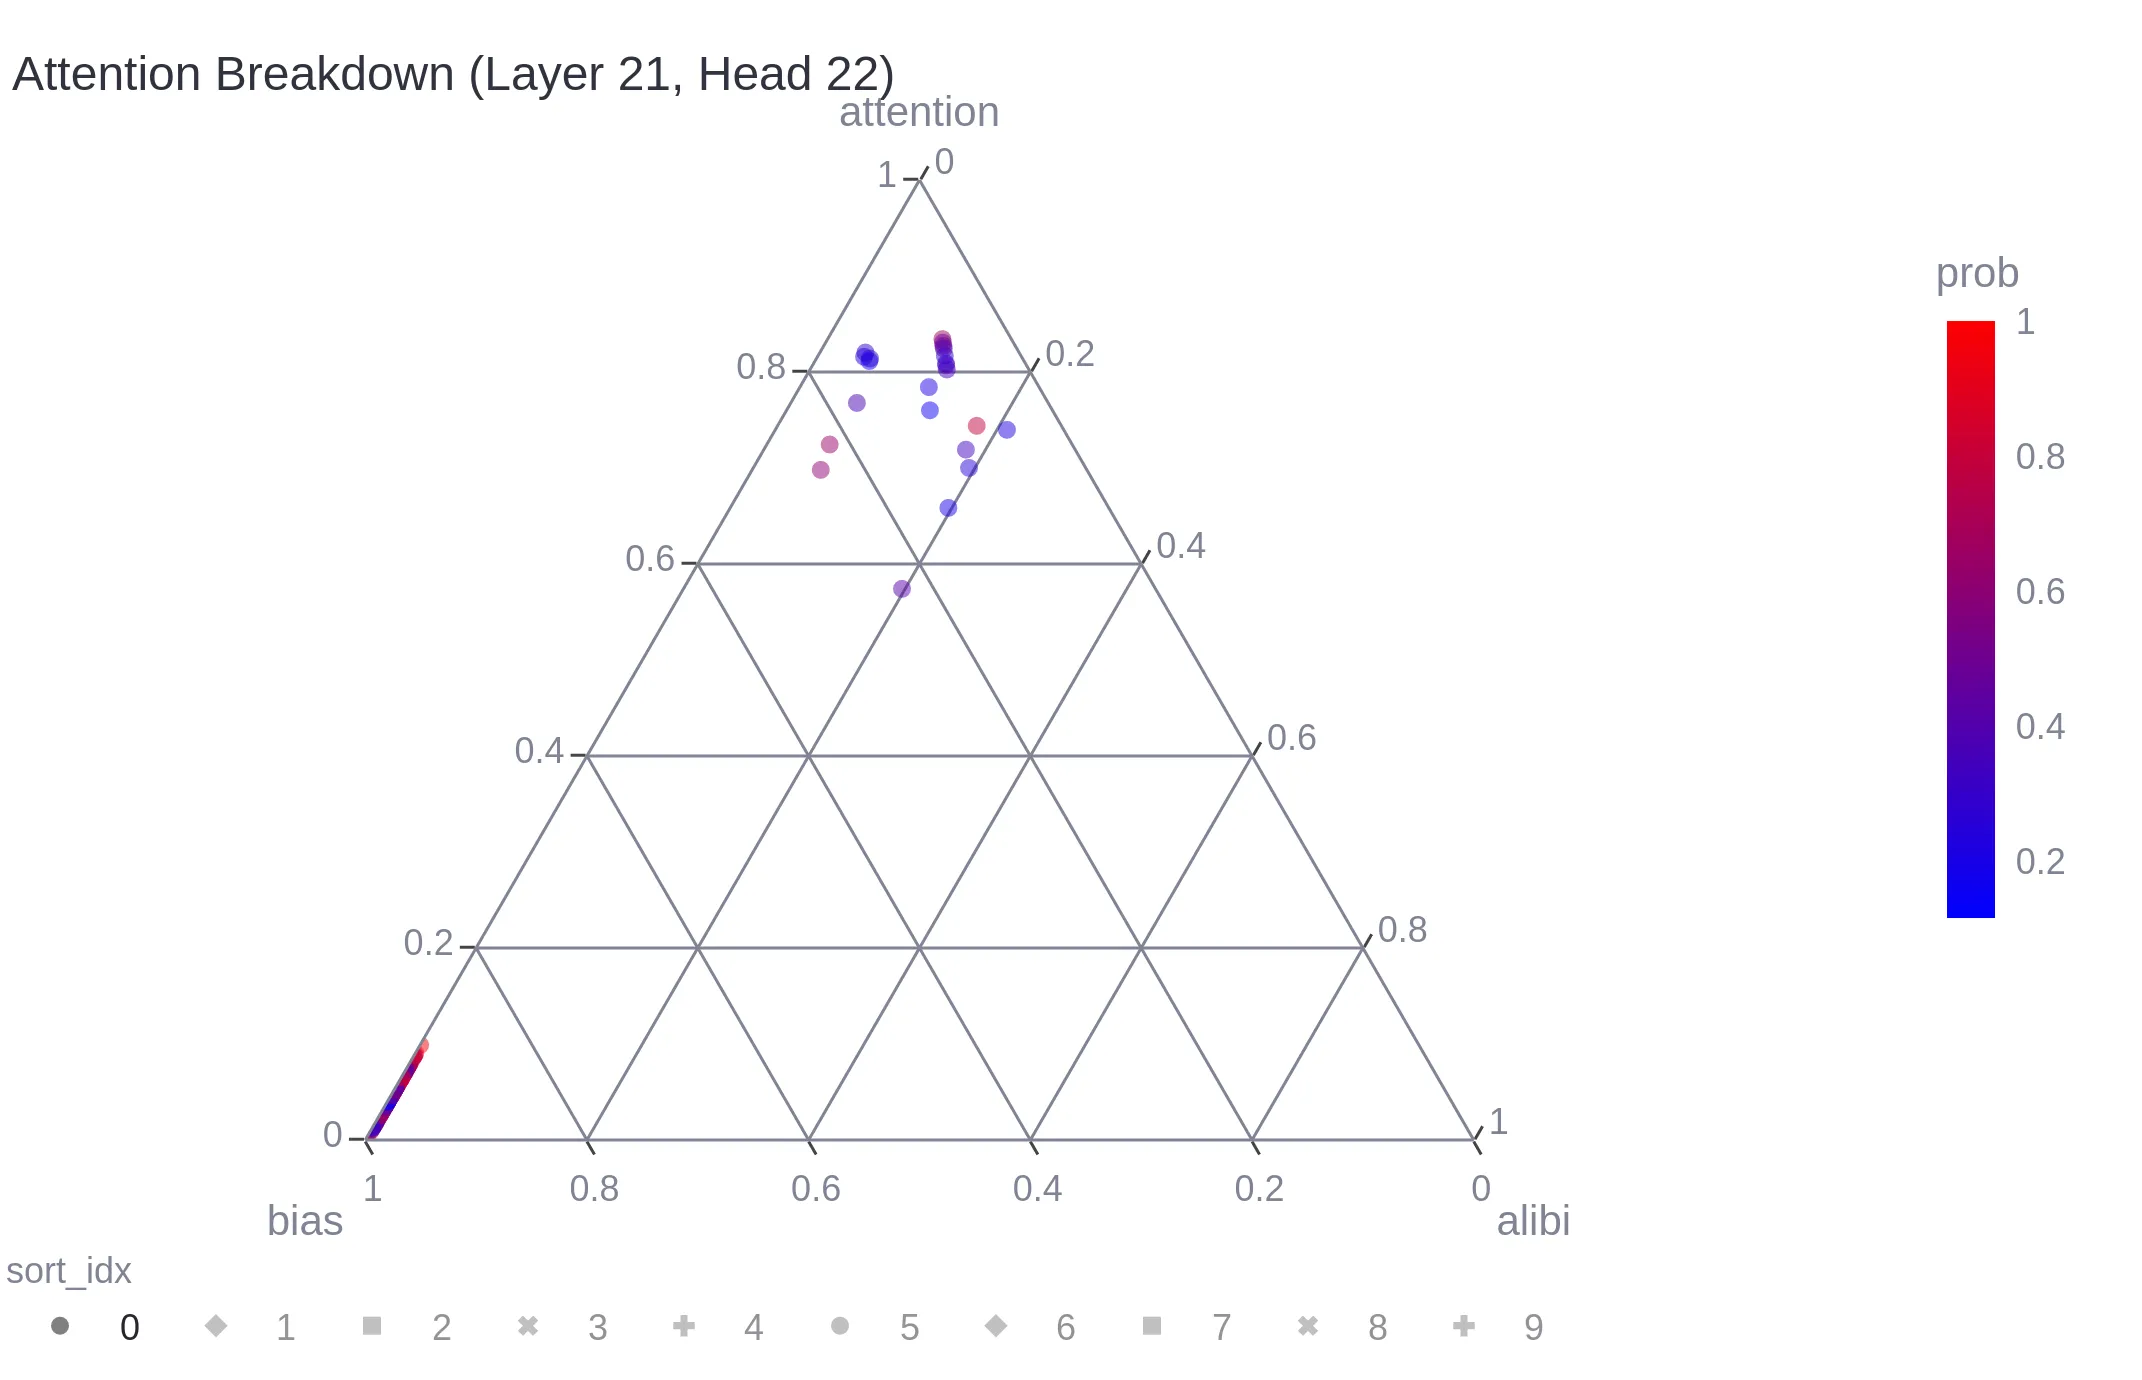 Attention Breakdown (Layer 21, Head 22)
attention
1 0
0.8 0.2
0.6 0.4
0.4 0.6
0.2 0.8
0 1
1 0.8 0.6 0.4 0.2 0
bias alibi
prob
1
0.8
0.6
0.4
0.2
sort_idx
0 1 2 3 4 5 6 7 8 9